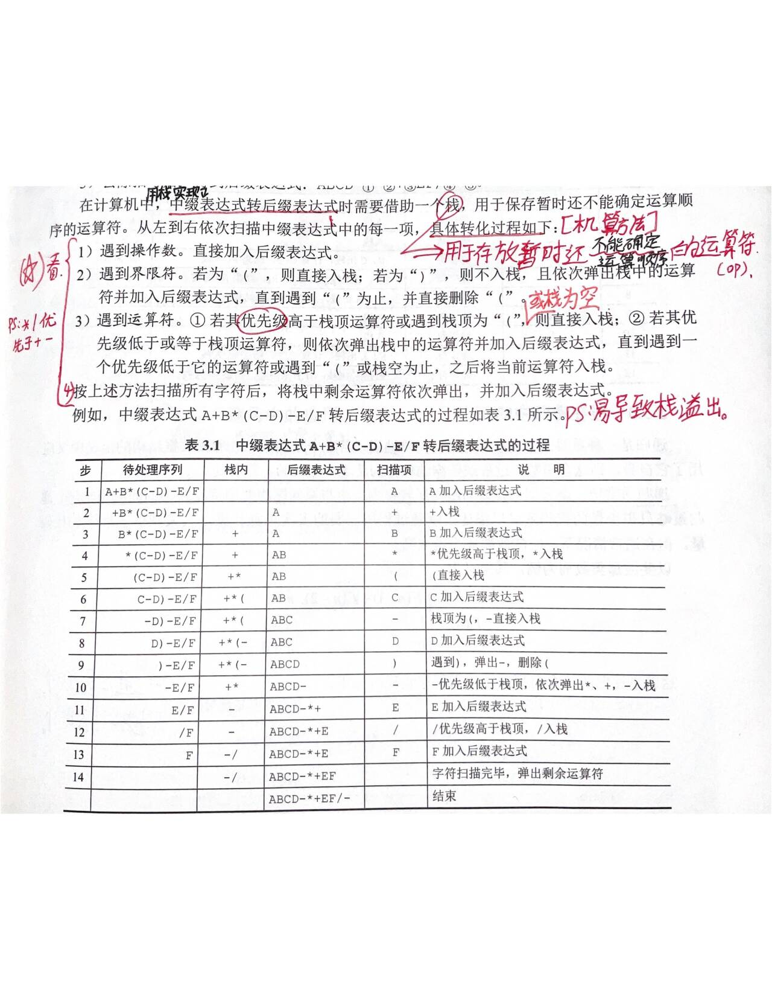 用栈实现
在计算机中，中缀表达式转后缀表达式时需要借助一个栈，用于保存暂时还不能确定运算顺
序的运算符。从左到右依次扫描中缀表达式中的每一项，具体转化过程如下：[机算方法]
→用于存放暂时还不能确定运算顺序的运算符.
(op).
(☆)看
1）遇到操作数。直接加入后缀表达式。
2）遇到界限符。若为“(”，则直接入栈；若为“)”，则不入栈，且依次弹出栈中的运算
符并加入后缀表达式，直到遇到“(”为止，并直接删除“(”。
或栈为空
PS:*/优
先于+-
3）遇到运算符。① 若其优先级高于栈顶运算符或遇到栈顶为“(”，则直接入栈；② 若其优
先级低于或等于栈顶运算符，则依次弹出栈中的运算符并加入后缀表达式，直到遇到一
个优先级低于它的运算符或遇到“(”或栈空为止，之后将当前运算符入栈。
4)按上述方法扫描所有字符后，将栈中剩余运算符依次弹出，并加入后缀表达式。
例如，中缀表达式 A+B*(C-D)-E/F 转后缀表达式的过程如表 3.1 所示。PS:易导致栈溢出。
表 3.1 中缀表达式 A+B*(C-D)-E/F 转后缀表达式的过程
步 待处理序列 栈内 后缀表达式 扫描项 说 明
1 A+B*(C-D)-E/F A A 加入后缀表达式
2 +B*(C-D)-E/F A + +入栈
3 B*(C-D)-E/F + A B B 加入后缀表达式
4 *(C-D)-E/F + AB * *优先级高于栈顶，*入栈
5 (C-D)-E/F +* AB ( (直接入栈
6 C-D)-E/F +*( AB C C 加入后缀表达式
7 -D)-E/F +*( ABC - 栈顶为(，-直接入栈
8 D)-E/F +*(- ABC D D 加入后缀表达式
9 )-E/F +*(- ABCD ) 遇到)，弹出-，删除(
10 -E/F +* ABCD- - -优先级低于栈顶，依次弹出*、+，-入栈
11 E/F - ABCD-*+ E E 加入后缀表达式
12 /F - ABCD-*+E / /优先级高于栈顶，/入栈
13 F -/ ABCD-*+E F F 加入后缀表达式
14 -/ ABCD-*+EF 字符扫描完毕，弹出剩余运算符
ABCD-*+EF/- 结束